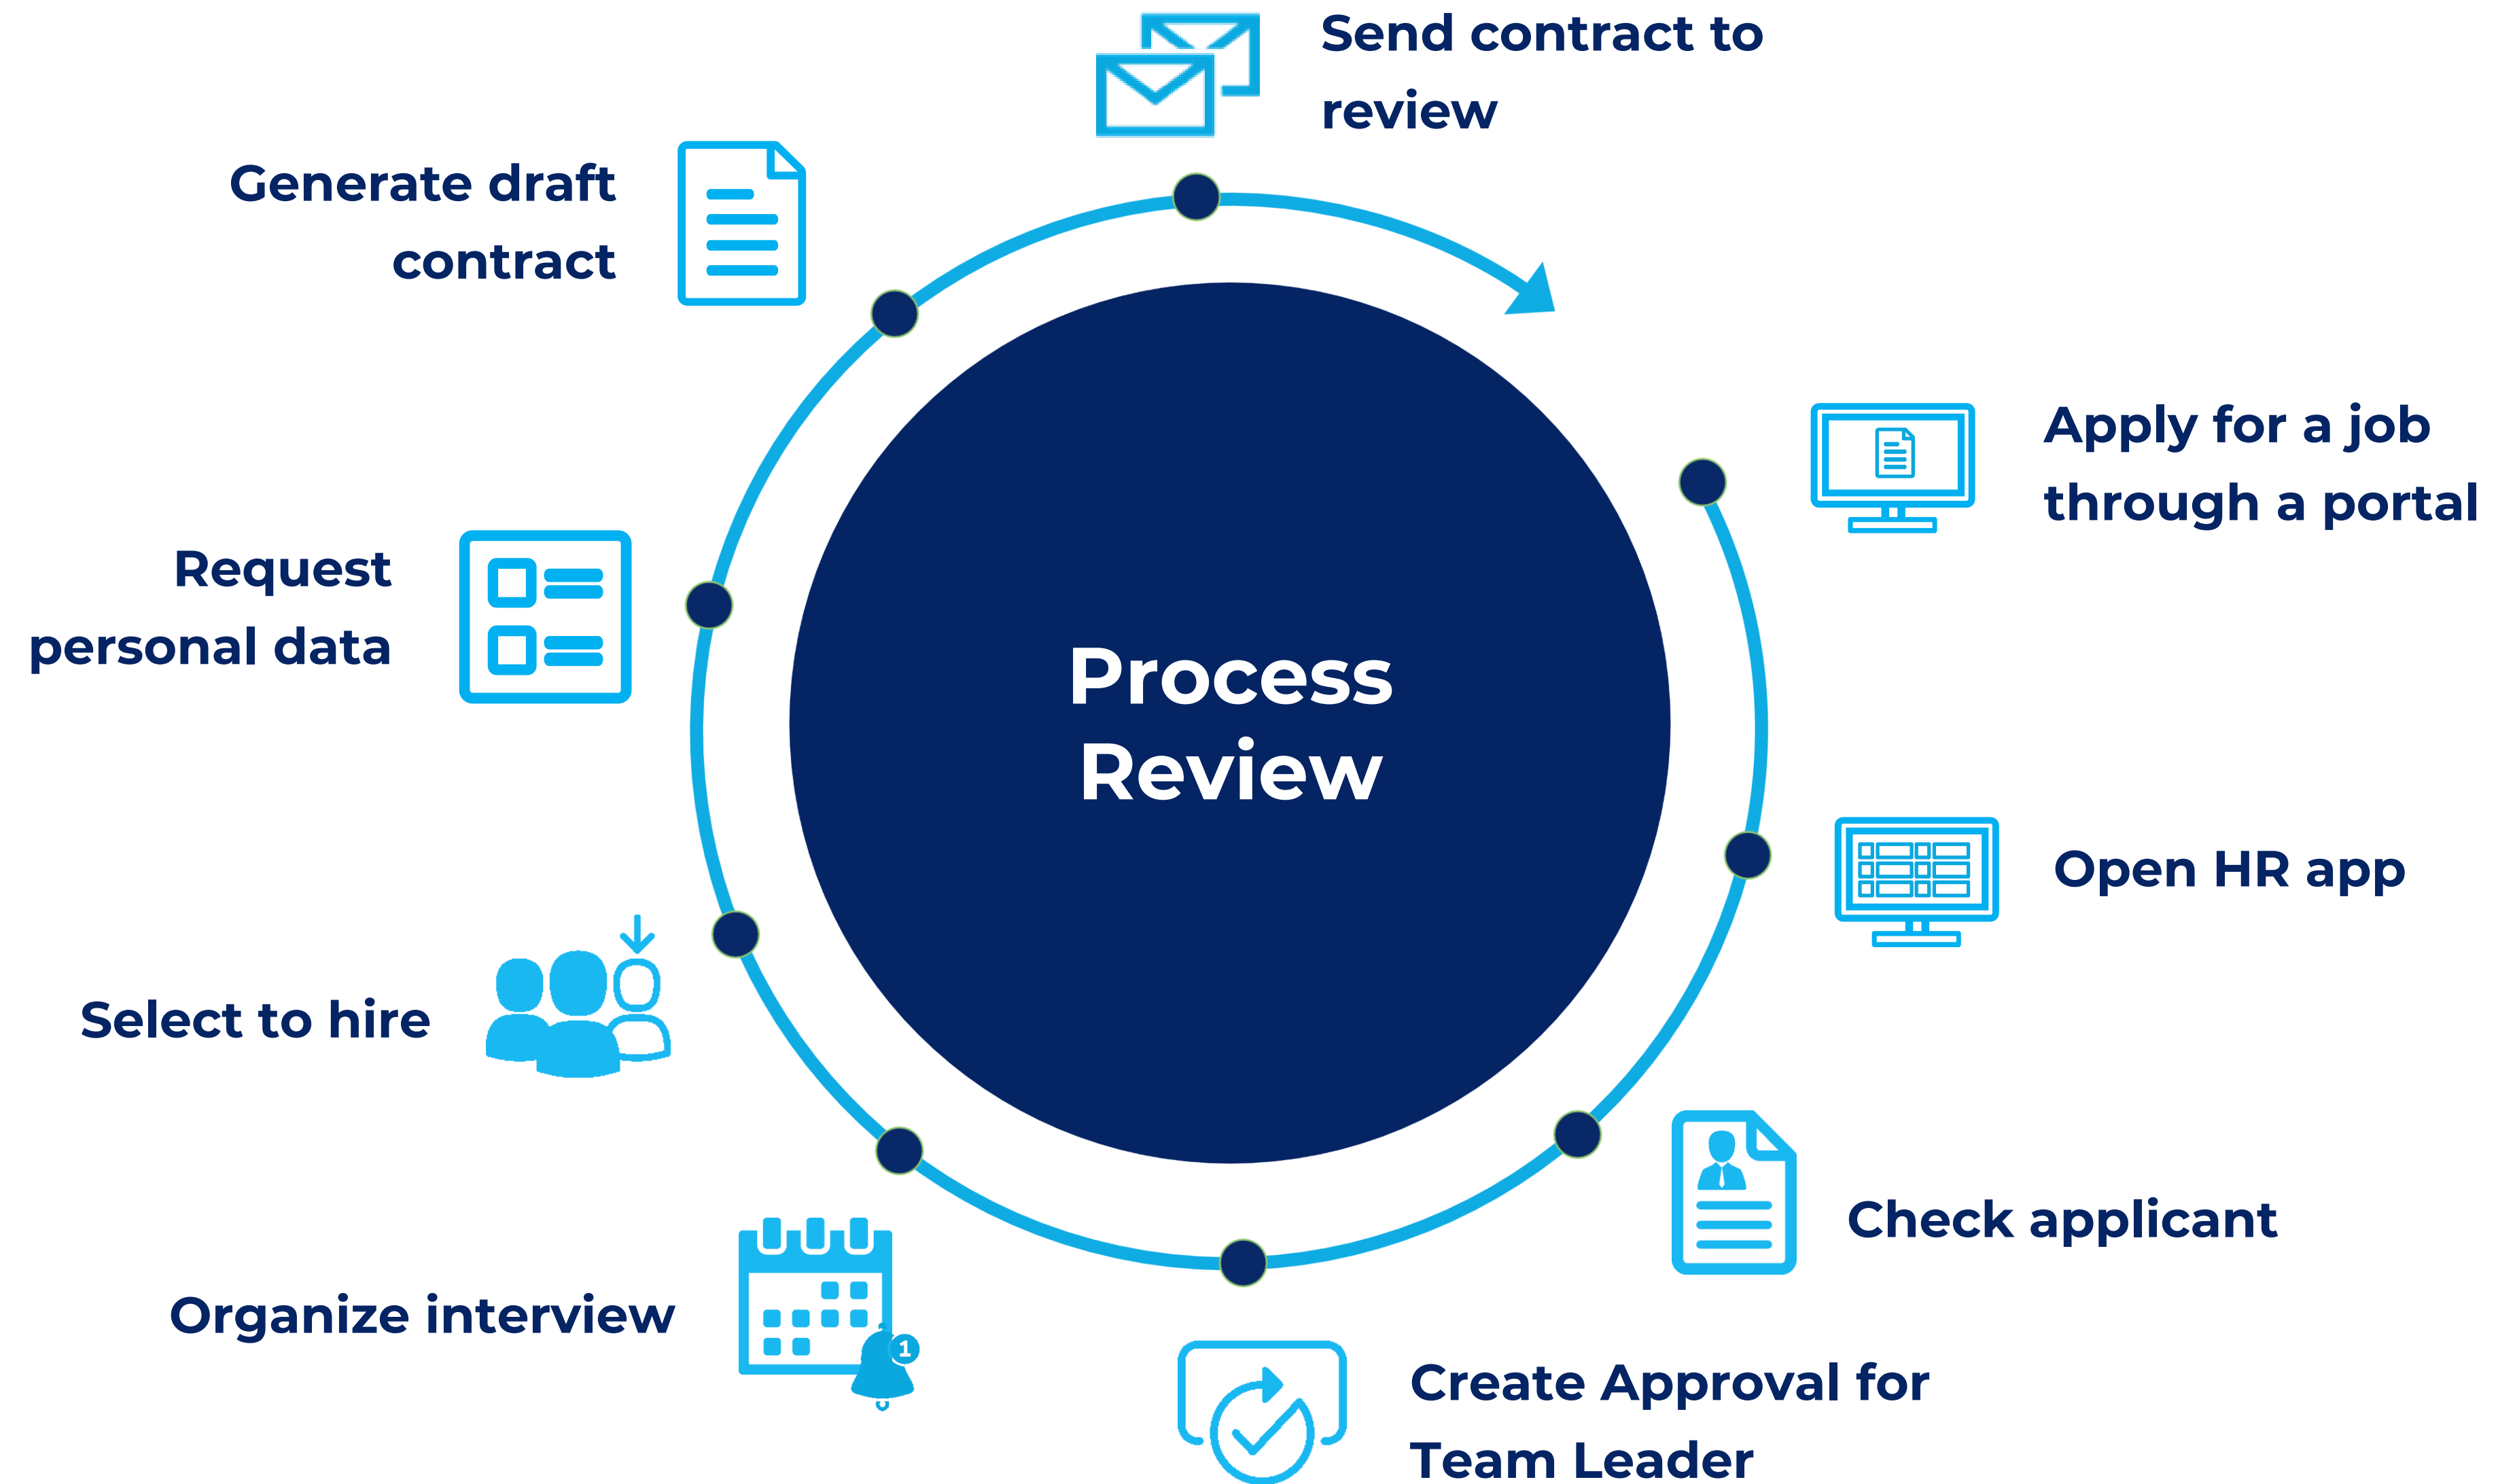 Send contract to
review
Generate draft
contract
Apply for a job
through a portal
Request
personal data
Process
Review
Open HR app
Select to hire
Check applicant
Organize interview
1
Create Approval for
Team Leader